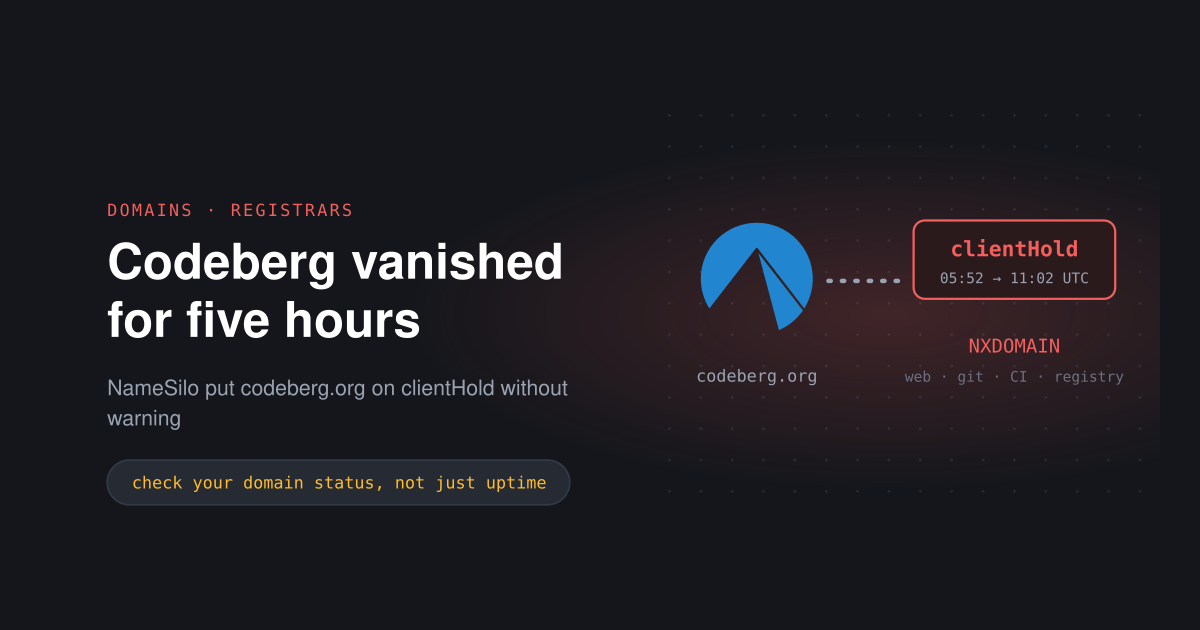 DOMAINS · REGISTRARS
Codeberg vanished
for five hours
NameSilo put codeberg.org on clientHold without
warning
check your domain status, not just uptime
codeberg.org
clientHold
05:52 → 11:02 UTC
NXDOMAIN
web · git · CI · registry